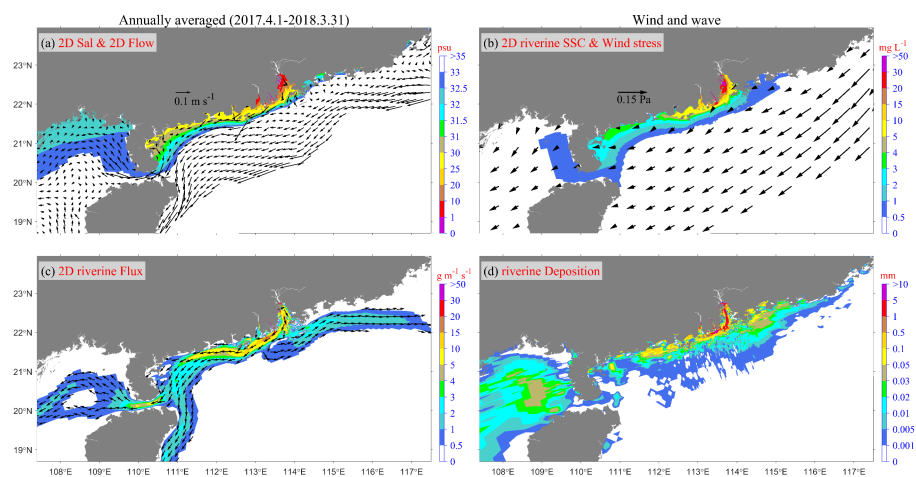 Annually averaged (2017.4.1-2018.3.31)
Wind and wave
(a) 2D Sal & 2D Flow
psu
>35
33
32.5
32
31.5
31
30
25
20
10
1
0
0.1 m s⁻¹
23°N
22°N
21°N
20°N
19°N
(b) 2D riverine SSC & Wind stress
mg L⁻¹
>50
30
20
15
10
5
4
3
2
1
0.5
0
0.15 Pa
(c) 2D riverine Flux
g m⁻¹ s⁻¹
>50
30
20
15
10
5
4
3
2
1
0.5
0
23°N
22°N
21°N
20°N
19°N
108°E 109°E 110°E 111°E 112°E 113°E 114°E 115°E 116°E 117°E
(d) riverine Deposition
mm
>10
5
1
0.5
0.1
0.05
0.03
0.02
0.01
0.005
0.001
0
108°E 109°E 110°E 111°E 112°E 113°E 114°E 115°E 116°E 117°E